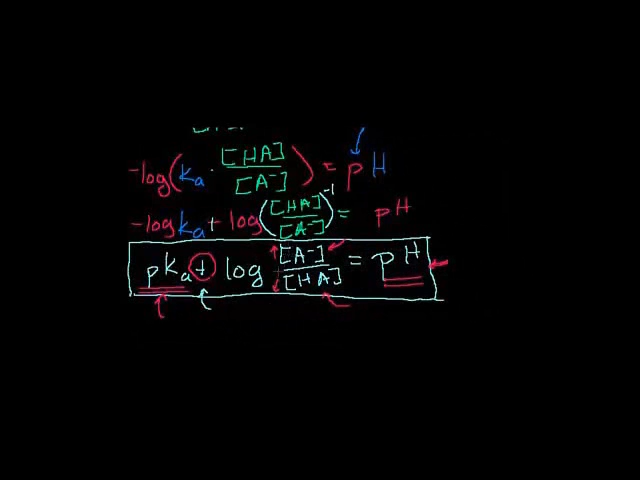 -log(Ka · [HA]/[A⁻]) = pH
-log Ka + log([HA]/[A⁻])⁻¹ = pH
pKa + log [A⁻]/[HA] = pH